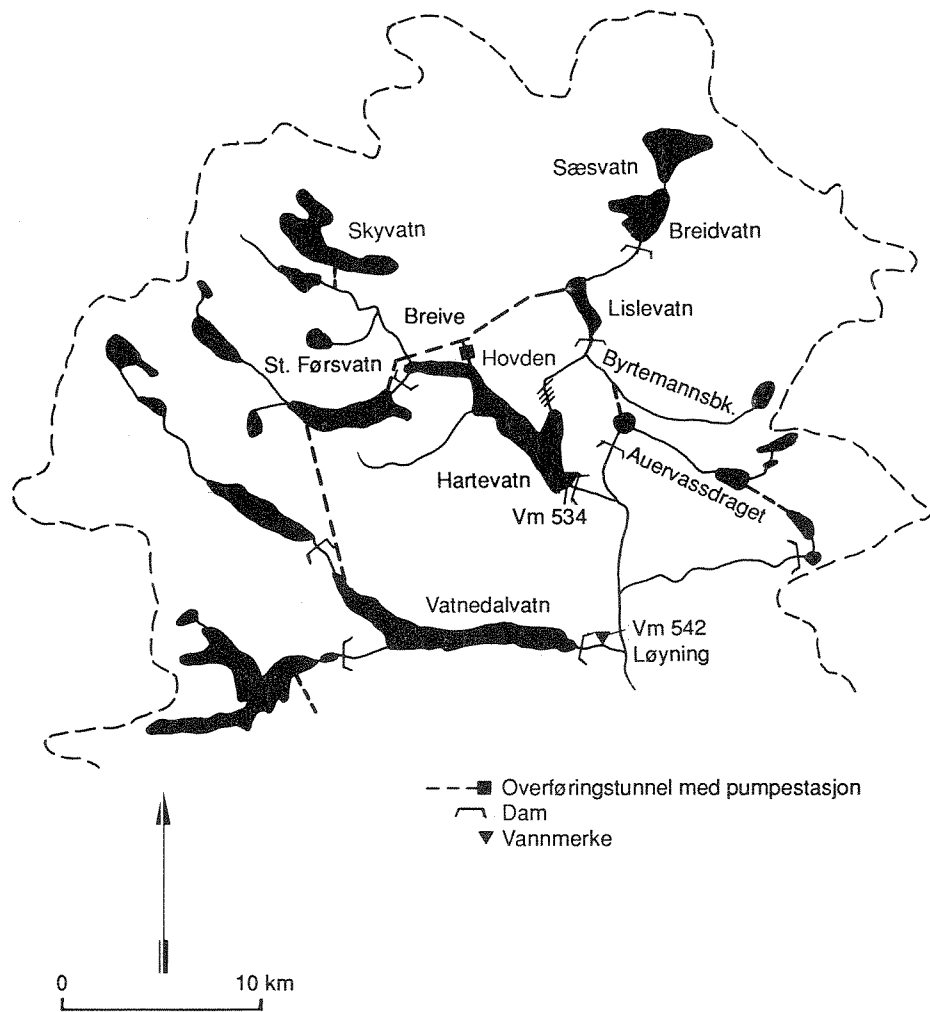 Sæsvatn
Skyvatn
Breidvatn
Breive
Lislevatn
St. Førsvatn
Hovden
Byrtemannsbk.
Auervassdraget
Hartevatn
Vm 534
Vatnedalvatn
Vm 542
Løyning
Overføringstunnel med pumpestasjon
Dam
Vannmerke
0 10 km